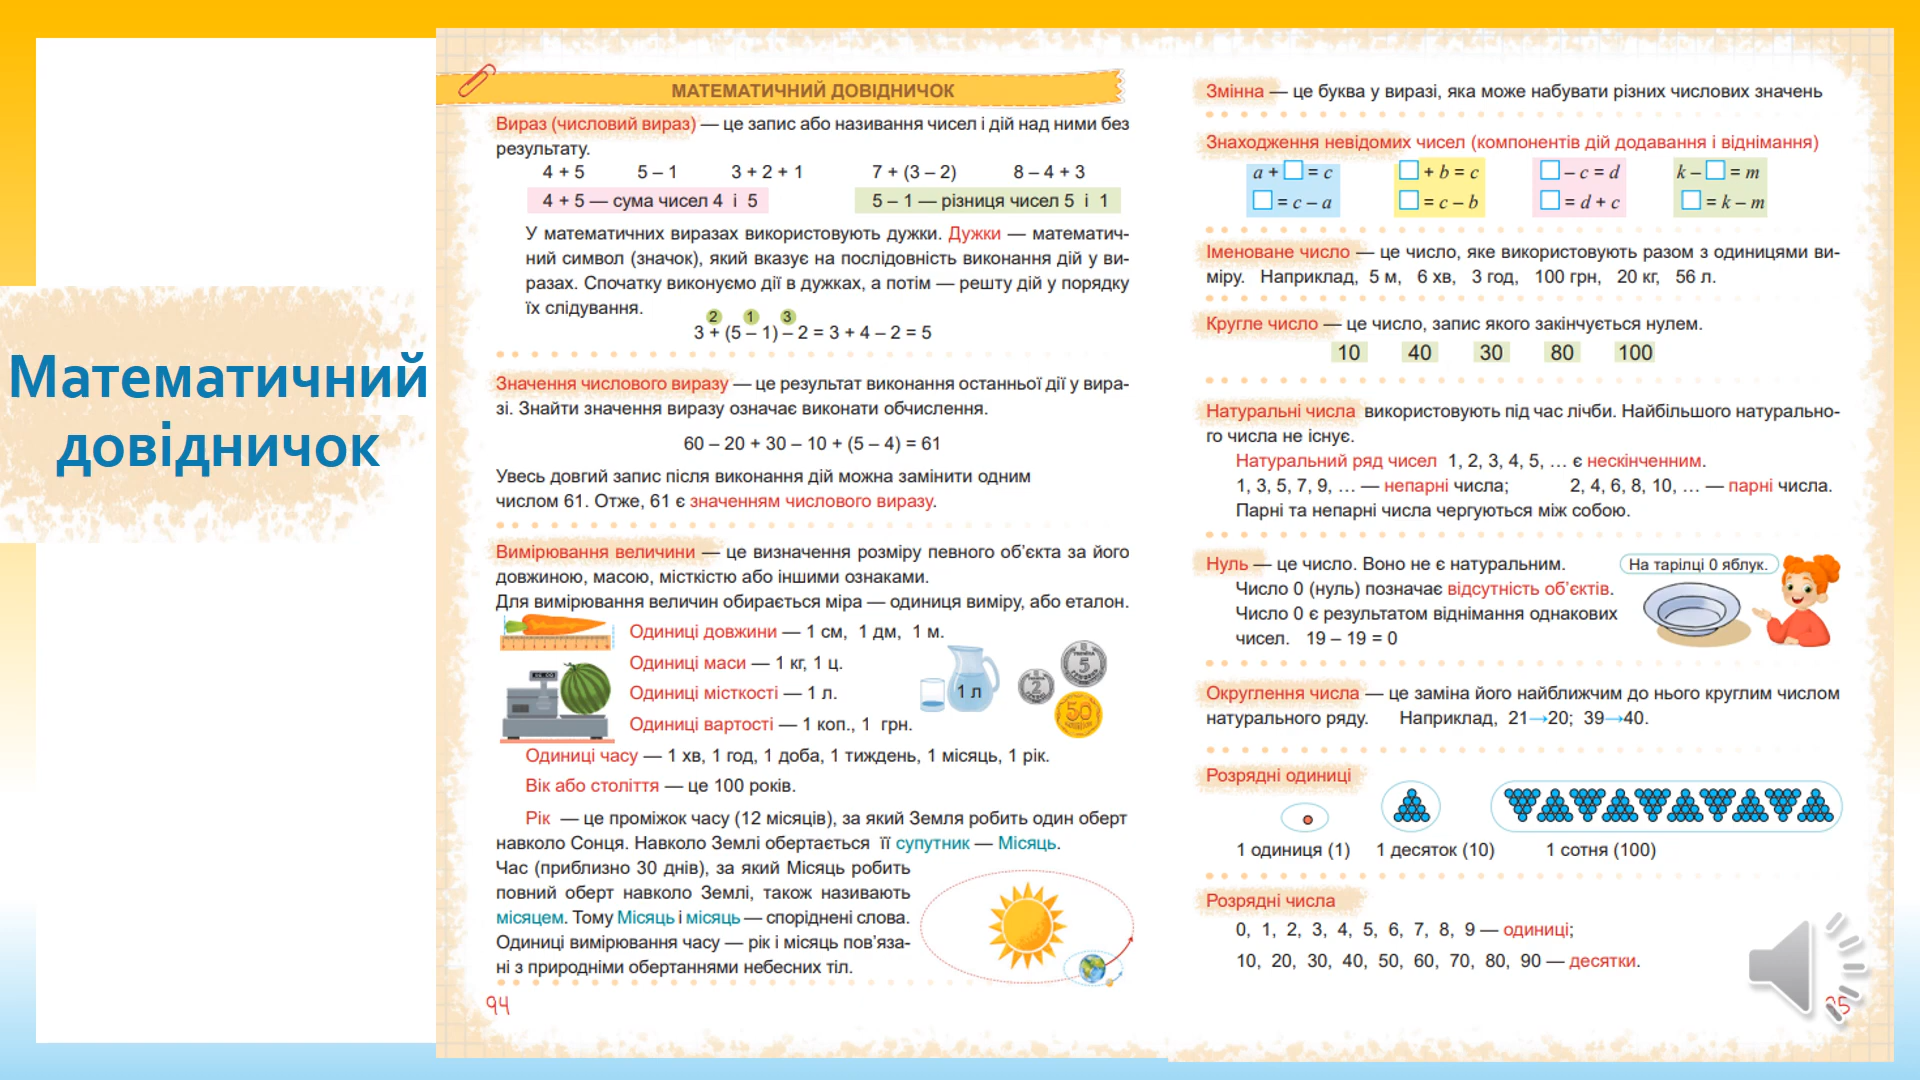 Математичний
довідничок
МАТЕМАТИЧНИЙ ДОВІДНИЧОК
Вираз (числовий вираз) — це запис або називання чисел і дій над ними без
результату.
4 + 5 5 – 1 3 + 2 + 1 7 + (3 – 2) 8 – 4 + 3
4 + 5 — сума чисел 4 і 5 5 – 1 — різниця чисел 5 і 1
У математичних виразах використовують дужки. Дужки — математич-
ний символ (значок), який вказує на послідовність виконання дій у ви-
разах. Спочатку виконуємо дії в дужках, а потім — решту дій у порядку
їх слідування.
2 1 3
3 + (5 – 1) – 2 = 3 + 4 – 2 = 5
Значення числового виразу — це результат виконання останньої дії у вира-
зі. Знайти значення виразу означає виконати обчислення.
60 – 20 + 30 – 10 + (5 – 4) = 61
Увесь довгий запис після виконання дій можна замінити одним
числом 61. Отже, 61 є значенням числового виразу.
Вимірювання величини — це визначення розміру певного об’єкта за його
довжиною, масою, місткістю або іншими ознаками.
Для вимірювання величин обирається міра — одиниця виміру, або еталон.
Одиниці довжини — 1 см, 1 дм, 1 м.
Одиниці маси — 1 кг, 1 ц.
Одиниці місткості — 1 л.
Одиниці вартості — 1 коп., 1 грн.
1 л
2
5
50
Одиниці часу — 1 хв, 1 год, 1 доба, 1 тиждень, 1 місяць, 1 рік.
Вік або століття — це 100 років.
Рік — це проміжок часу (12 місяців), за який Земля робить один оберт
навколо Сонця. Навколо Землі обертається її супутник — Місяць.
Час (приблизно 30 днів), за який Місяць робить
повний оберт навколо Землі, також називають
місяцем. Тому Місяць і місяць — споріднені слова.
Одиниці вимірювання часу — рік і місяць пов’яза-
ні з природніми обертаннями небесних тіл.
94
Змінна — це буква у виразі, яка може набувати різних числових значень
Знаходження невідомих чисел (компонентів дій додавання і віднімання)
a + □ = c □ + b = c □ – c = d k – □ = m
□ = c – a □ = c – b □ = d + c □ = k – m
Іменоване число — це число, яке використовують разом з одиницями ви-
міру. Наприклад, 5 м, 6 хв, 3 год, 100 грн, 20 кг, 56 л.
Кругле число — це число, запис якого закінчується нулем.
10 40 30 80 100
Натуральні числа використовують під час лічби. Найбільшого натурально-
го числа не існує.
Натуральний ряд чисел 1, 2, 3, 4, 5, … є нескінченним.
1, 3, 5, 7, 9, … — непарні числа; 2, 4, 6, 8, 10, … — парні числа.
Парні та непарні числа чергуються між собою.
Нуль — це число. Воно не є натуральним.
Число 0 (нуль) позначає відсутність об’єктів.
Число 0 є результатом віднімання однакових
чисел. 19 – 19 = 0
На тарілці 0 яблук.
Округлення числа — це заміна його найближчим до нього круглим числом
натурального ряду. Наприклад, 21→20; 39→40.
Розрядні одиниці
1 одиниця (1) 1 десяток (10) 1 сотня (100)
Розрядні числа
0, 1, 2, 3, 4, 5, 6, 7, 8, 9 — одиниці;
10, 20, 30, 40, 50, 60, 70, 80, 90 — десятки.